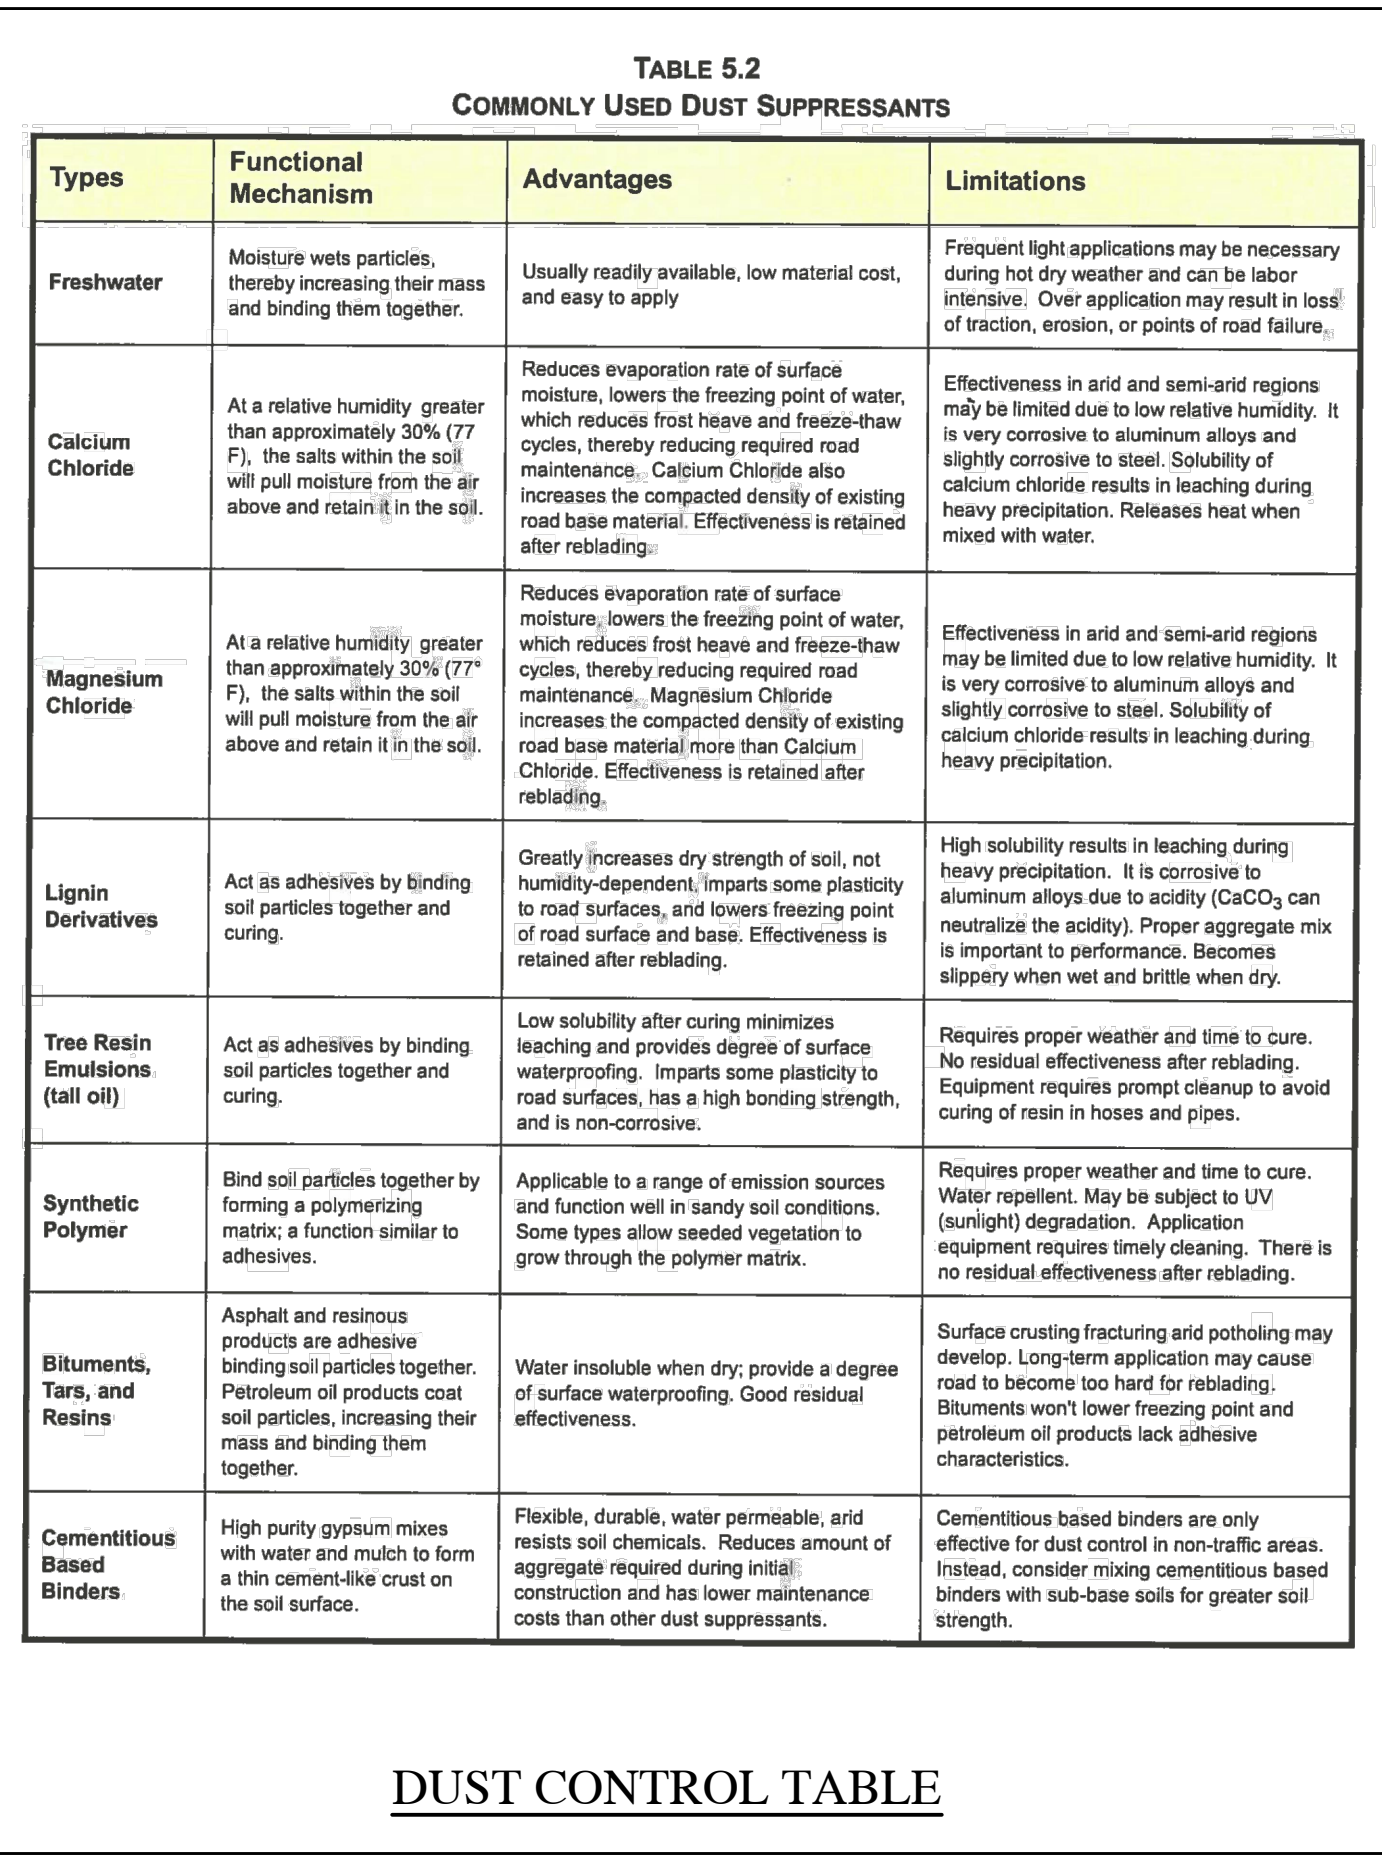 TABLE 5.2
COMMONLY USED DUST SUPPRESSANTS
Types
Functional
Mechanism
Advantages
Limitations
Freshwater
Moisture wets particles,
thereby increasing their mass
and binding them together.
Usually readily available, low material cost,
and easy to apply
Frequent light applications may be necessary
during hot dry weather and can be labor
intensive. Over application may result in loss
of traction, erosion, or points of road failure.
Calcium
Chloride
At a relative humidity greater
than approximately 30% (77
F), the salts within the soil
will pull moisture from the air
above and retain it in the soil.
Reduces evaporation rate of surface
moisture, lowers the freezing point of water,
which reduces frost heave and freeze-thaw
cycles, thereby reducing required road
maintenance. Calcium Chloride also
increases the compacted density of existing
road base material. Effectiveness is retained
after reblading.
Effectiveness in arid and semi-arid regions
may be limited due to low relative humidity. It
is very corrosive to aluminum alloys and
slightly corrosive to steel. Solubility of
calcium chloride results in leaching during
heavy precipitation. Releases heat when
mixed with water.
Magnesium
Chloride
At a relative humidity greater
than approximately 30% (77°
F), the salts within the soil
will pull moisture from the air
above and retain it in the soil.
Reduces evaporation rate of surface
moisture, lowers the freezing point of water,
which reduces frost heave and freeze-thaw
cycles, thereby reducing required road
maintenance. Magnesium Chloride
increases the compacted density of existing
road base material more than Calcium
Chloride. Effectiveness is retained after
reblading.
Effectiveness in arid and semi-arid regions
may be limited due to low relative humidity. It
is very corrosive to aluminum alloys and
slightly corrosive to steel. Solubility of
calcium chloride results in leaching during
heavy precipitation.
Lignin
Derivatives
Act as adhesives by binding
soil particles together and
curing.
Greatly increases dry strength of soil, not
humidity-dependent, imparts some plasticity
to road surfaces, and lowers freezing point
of road surface and base. Effectiveness is
retained after reblading.
High solubility results in leaching during
heavy precipitation. It is corrosive to
aluminum alloys due to acidity (CaCO₃ can
neutralize the acidity). Proper aggregate mix
is important to performance. Becomes
slippery when wet and brittle when dry.
Tree Resin
Emulsions
(tall oil)
Act as adhesives by binding
soil particles together and
curing.
Low solubility after curing minimizes
leaching and provides degree of surface
waterproofing. Imparts some plasticity to
road surfaces, has a high bonding strength,
and is non-corrosive.
Requires proper weather and time to cure.
No residual effectiveness after reblading.
Equipment requires prompt cleanup to avoid
curing of resin in hoses and pipes.
Synthetic
Polymer
Bind soil particles together by
forming a polymerizing
matrix; a function similar to
adhesives.
Applicable to a range of emission sources
and function well in sandy soil conditions.
Some types allow seeded vegetation to
grow through the polymer matrix.
Requires proper weather and time to cure.
Water repellent. May be subject to UV
(sunlight) degradation. Application
equipment requires timely cleaning. There is
no residual effectiveness after reblading.
Bituments,
Tars, and
Resins
Asphalt and resinous
products are adhesive
binding soil particles together.
Petroleum oil products coat
soil particles, increasing their
mass and binding them
together.
Water insoluble when dry; provide a degree
of surface waterproofing. Good residual
effectiveness.
Surface crusting fracturing arid potholing may
develop. Long-term application may cause
road to become too hard for reblading.
Bituments won't lower freezing point and
petroleum oil products lack adhesive
characteristics.
Cementitious
Based
Binders
High purity gypsum mixes
with water and mulch to form
a thin cement-like crust on
the soil surface.
Flexible, durable, water permeable, arid
resists soil chemicals. Reduces amount of
aggregate required during initial
construction and has lower maintenance
costs than other dust suppressants.
Cementitious based binders are only
effective for dust control in non-traffic areas.
Instead, consider mixing cementitious based
binders with sub-base soils for greater soil
strength.
DUST CONTROL TABLE